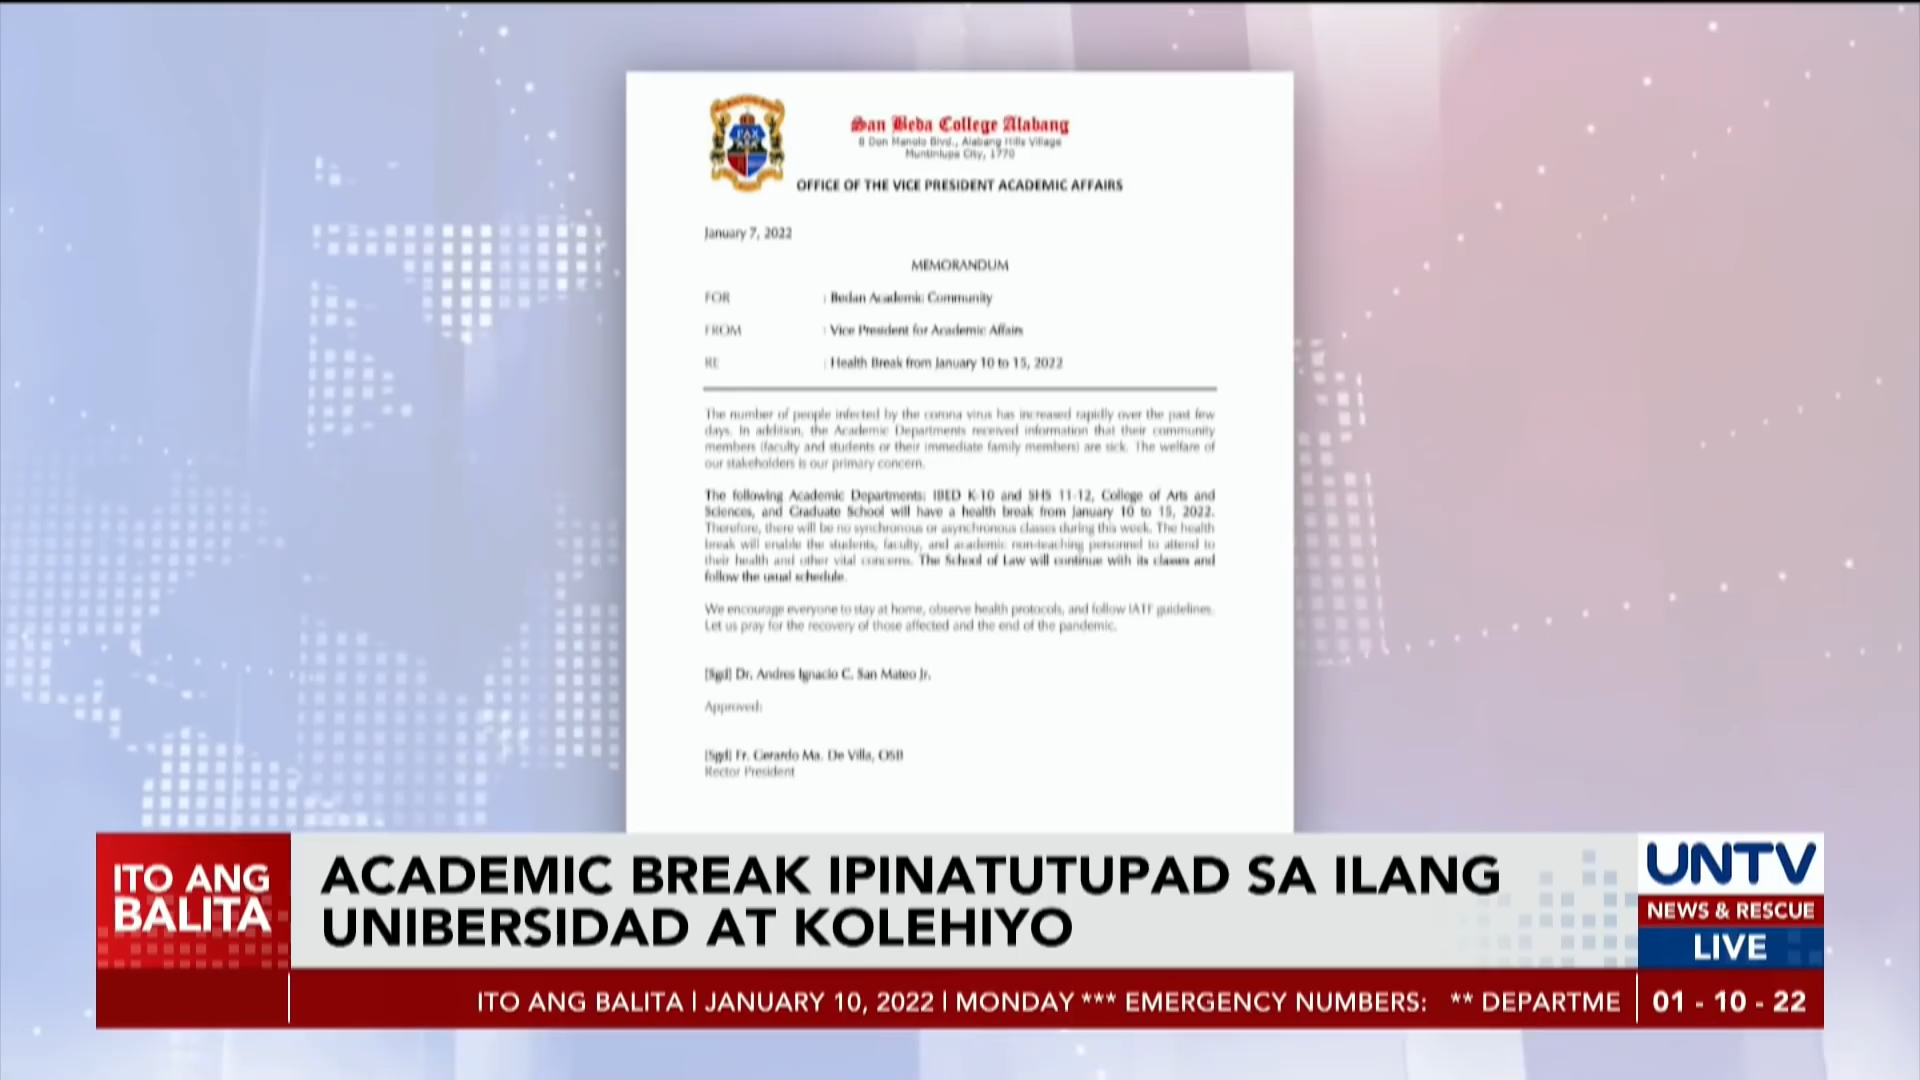 San Beda College Alabang
8 Don Manolo Blvd., Alabang Hills Village
Muntinlupa City, 1770
OFFICE OF THE VICE PRESIDENT ACADEMIC AFFAIRS
January 7, 2022
MEMORANDUM
FOR : Bedan Academic Community
FROM : Vice President for Academic Affairs
RE : Health Break from January 10 to 15, 2022
The number of people infected by the corona virus has increased rapidly over the past few
days. In addition, the Academic Departments received information that their community
members (faculty and students or their immediate family members) are sick. The welfare of
our stakeholders is our primary concern.
The following Academic Departments: IBED K-10 and SHS 11-12, College of Arts and
Sciences, and Graduate School will have a health break from January 10 to 15, 2022.
Therefore, there will be no synchronous or asynchronous classes during this week. The health
break will enable the students, faculty, and academic non-teaching personnel to attend to
their health and other vital concerns. The School of Law will continue with its classes and
follow the usual schedule.
We encourage everyone to stay at home, observe health protocols, and follow IATF guidelines.
Let us pray for the recovery of those affected and the end of the pandemic.
[Sgd] Dr. Andres Ignacio C. San Mateo Jr.
Approved:
[Sgd] Fr. Gerardo Ma. De Villa, OSB
Rector President
ITO ANG
BALITA
ACADEMIC BREAK IPINATUTUPAD SA ILANG
UNIBERSIDAD AT KOLEHIYO
UNTV
NEWS & RESCUE
LIVE
ITO ANG BALITA | JANUARY 10, 2022 | MONDAY *** EMERGENCY NUMBERS: ** DEPARTME
01 - 10 - 22